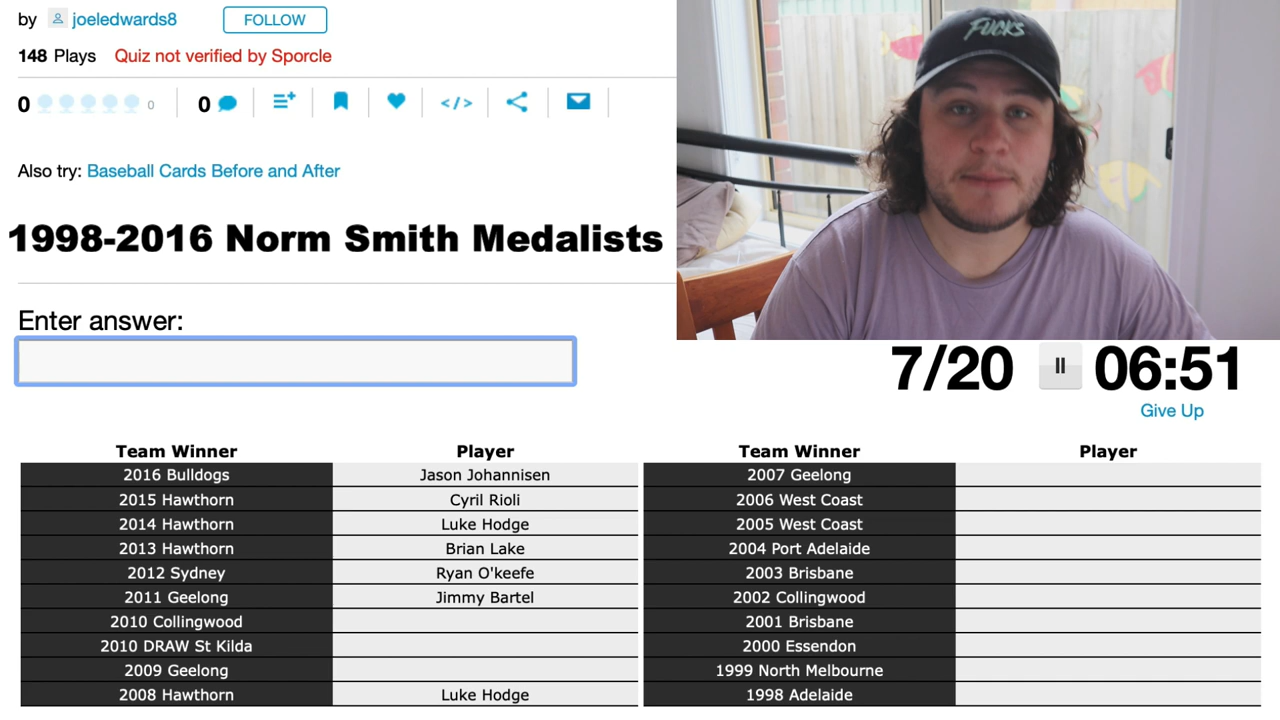 by joeledwards8 FOLLOW
148 Plays Quiz not verified by Sporcle
0 0 0 </>
Also try: Baseball Cards Before and After
1998-2016 Norm Smith Medalists
Enter answer:
FUCKS
7/20 06:51
Give Up
Team Winner Player Team Winner Player
2016 Bulldogs Jason Johannisen 2007 Geelong
2015 Hawthorn Cyril Rioli 2006 West Coast
2014 Hawthorn Luke Hodge 2005 West Coast
2013 Hawthorn Brian Lake 2004 Port Adelaide
2012 Sydney Ryan O'keefe 2003 Brisbane
2011 Geelong Jimmy Bartel 2002 Collingwood
2010 Collingwood 2001 Brisbane
2010 DRAW St Kilda 2000 Essendon
2009 Geelong 1999 North Melbourne
2008 Hawthorn Luke Hodge 1998 Adelaide